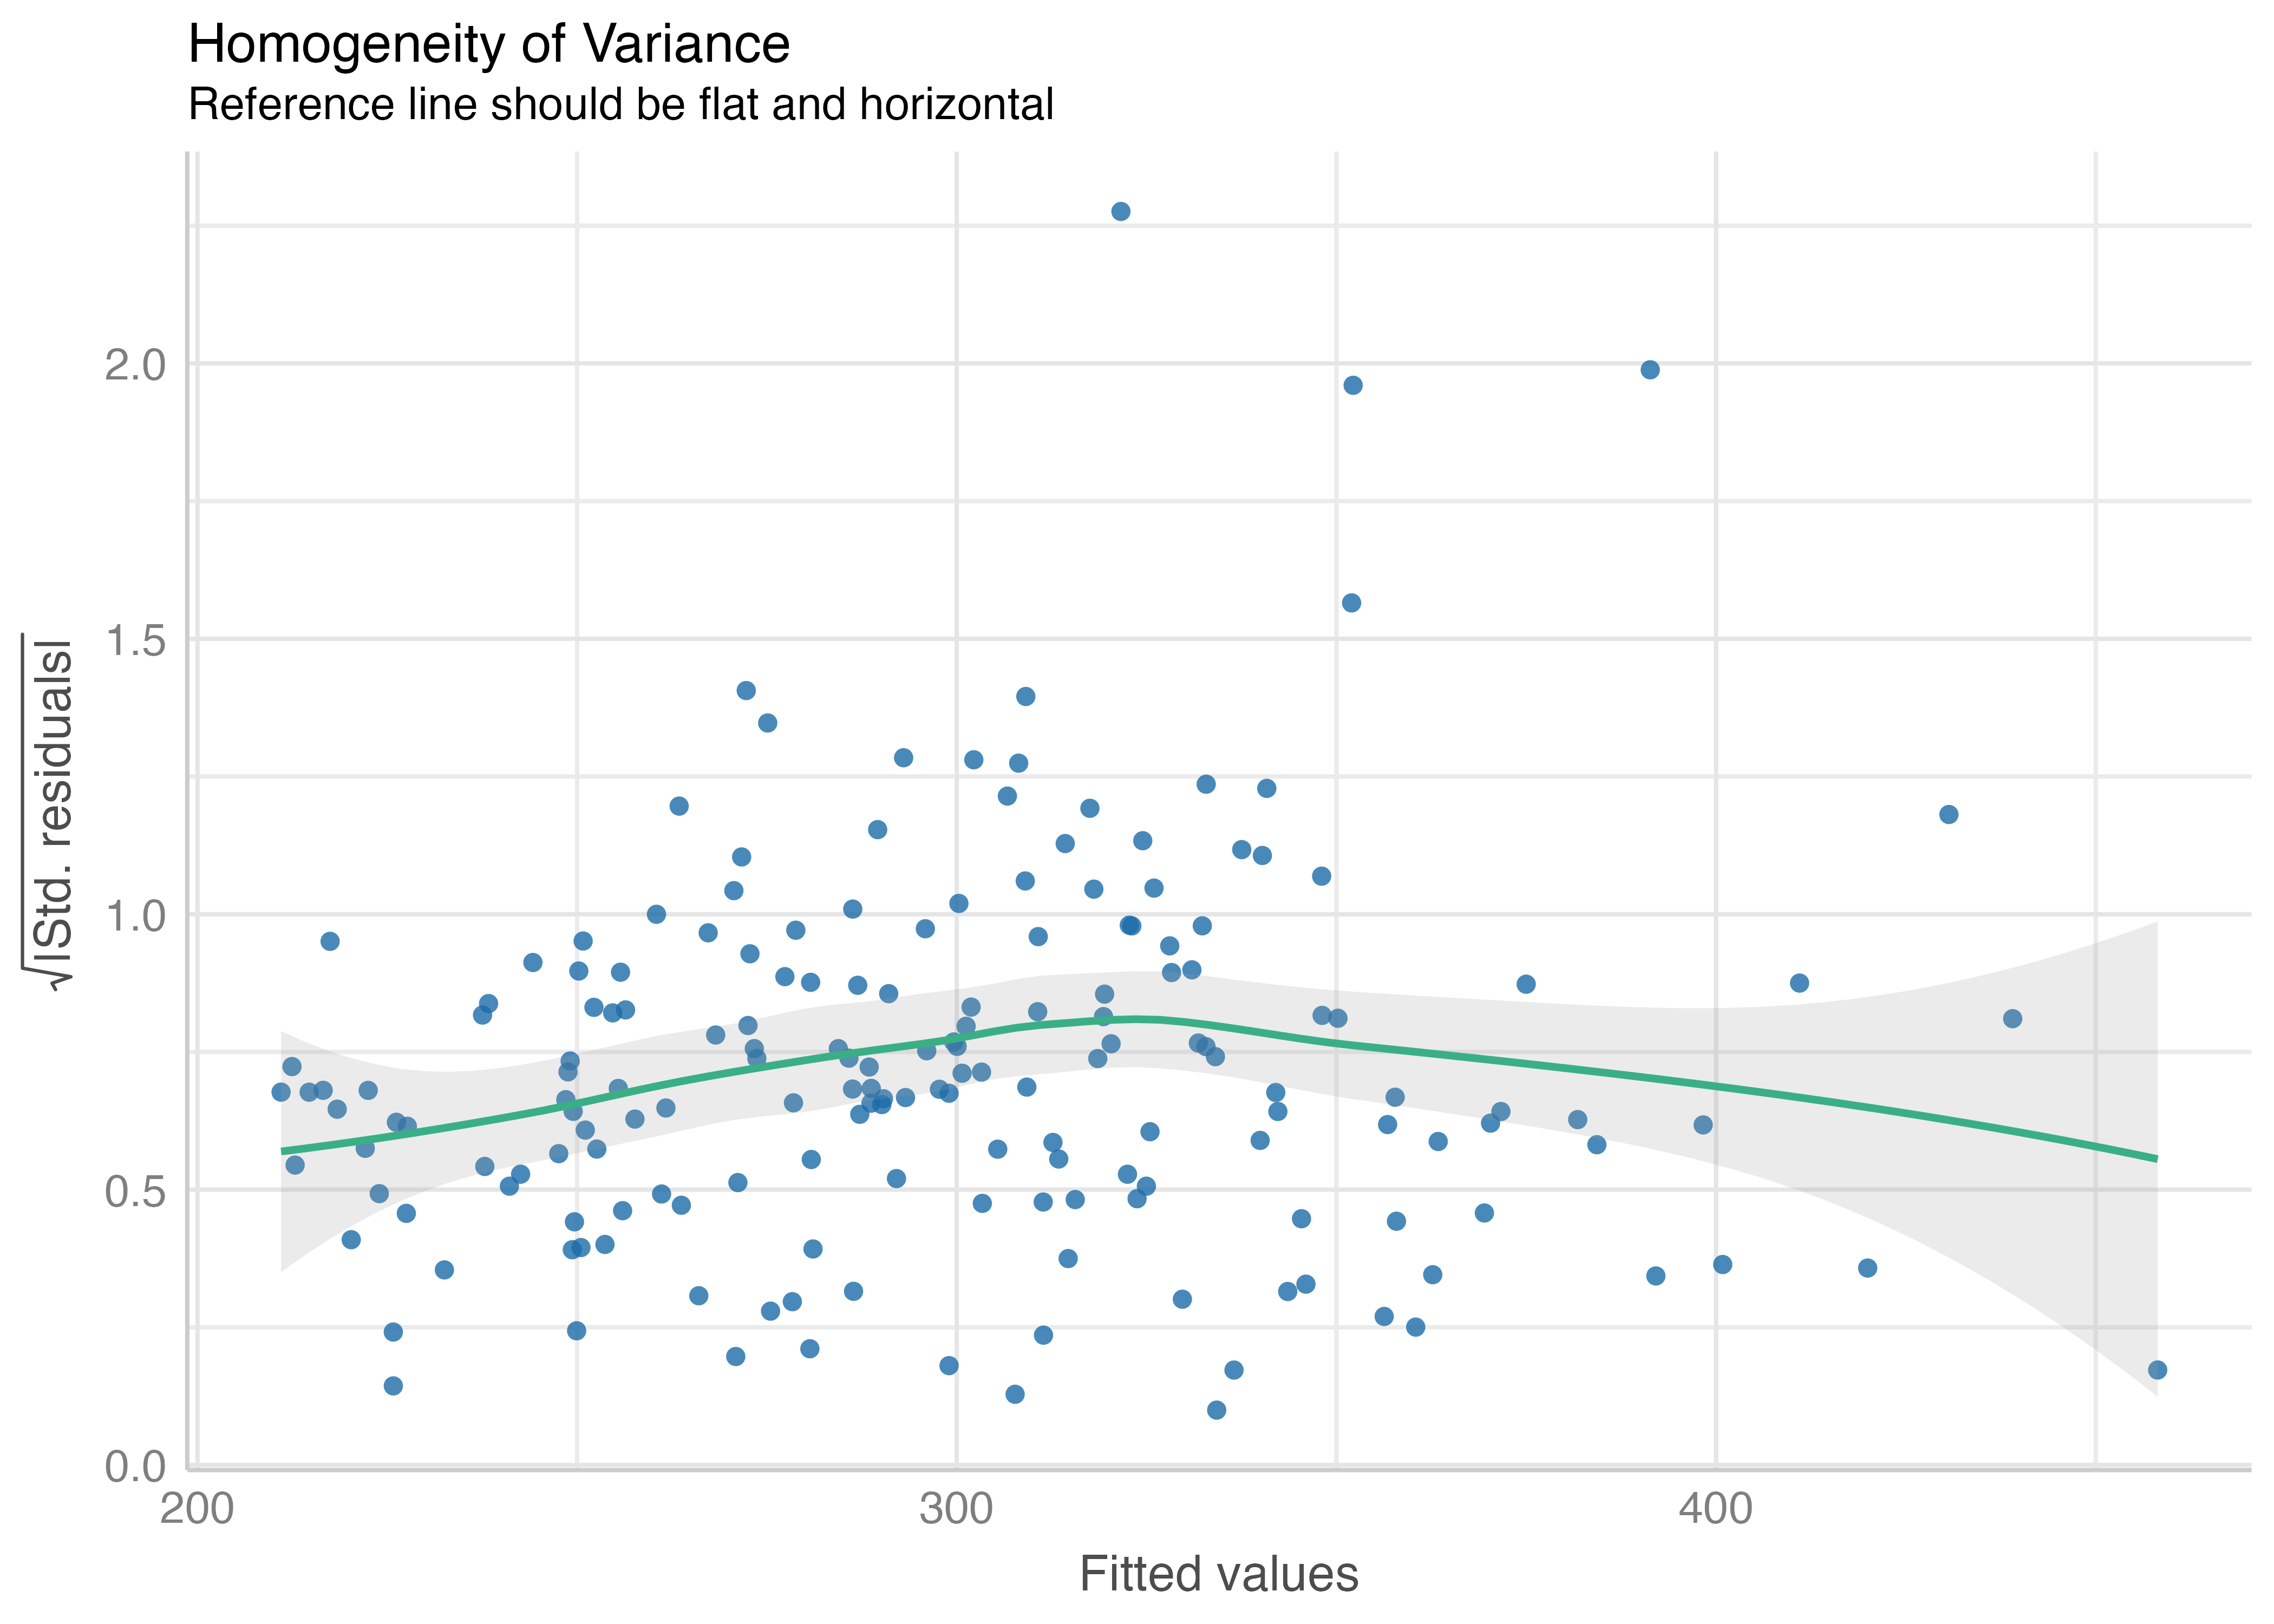 Homogeneity of Variance
Reference line should be flat and horizontal
√|Std. residuals|
2.0
1.5
1.0
0.5
0.0
200 300 400
Fitted values